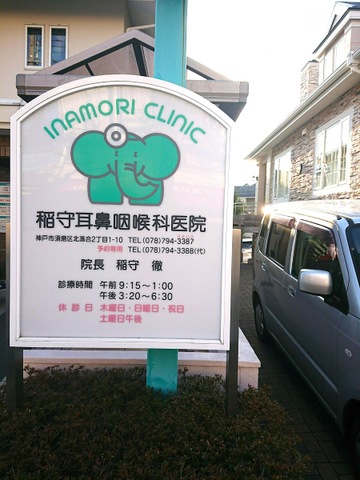 INAMORI CLINIC
稲守耳鼻咽喉科医院
神戸市須磨区北落合2丁目1-10 TEL (078)794-3387
予約専用 TEL (078)794-3388(代)
院長 稲守 徹
診療時間 午前 9:15~1:00
午後 3:20~6:30
休診日 木曜日・日曜日・祝日
土曜日午後